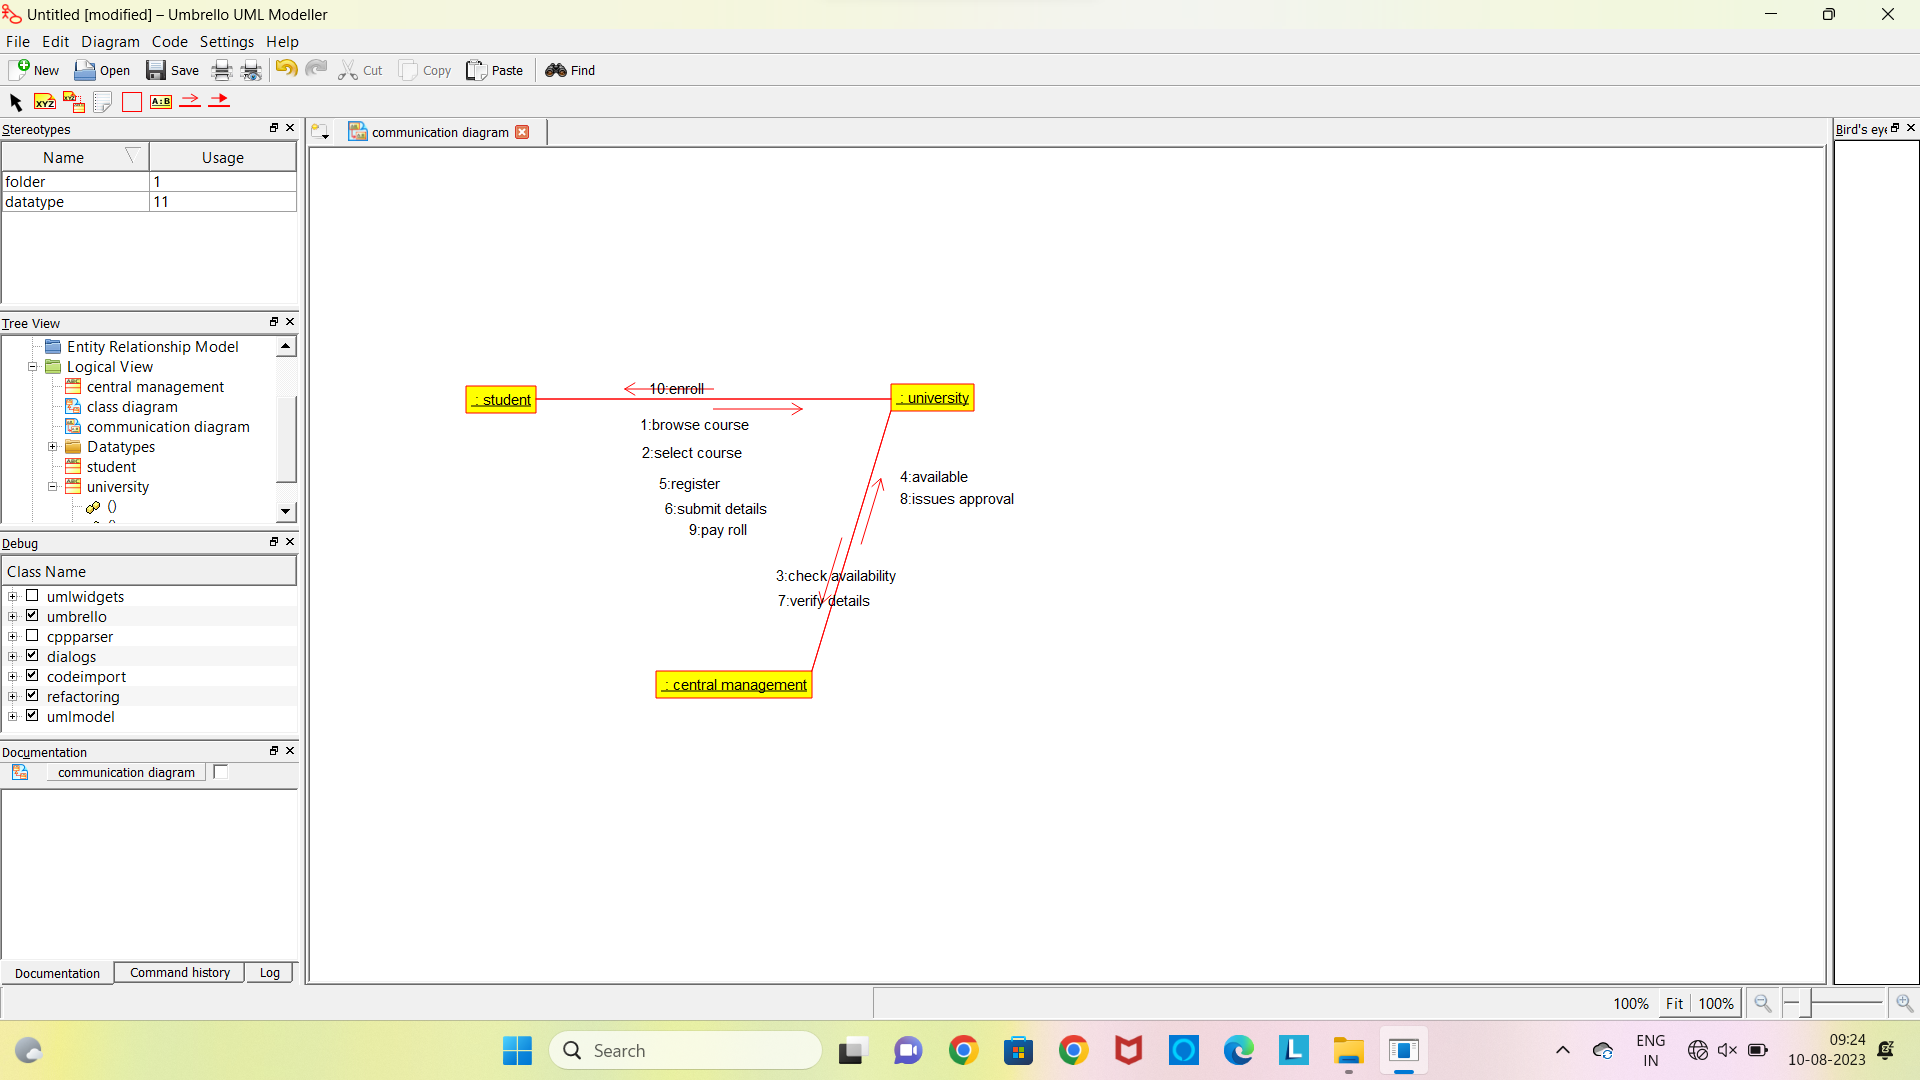 Untitled [modified] – Umbrello UML Modeller
File Edit Diagram Code Settings Help
New Open Save Cut Copy Paste Find
XYZ XYZ A:B
Stereotypes
Name Usage
folder 1
datatype 11
Tree View
Entity Relationship Model
Logical View
central management
class diagram
communication diagram
Datatypes
student
university
()
Debug
Class Name
umlwidgets
umbrello
cppparser
dialogs
codeimport
refactoring
umlmodel
Documentation
communication diagram
Documentation Command history Log
communication diagram
: student
10:enroll
: university
1:browse course
2:select course
5:register
6:submit details
9:pay roll
4:available
8:issues approval
3:check availability
7:verify details
: central management
Bird's eye
100% Fit 100%
Search
L
ENG
IN
09:24
10-08-2023